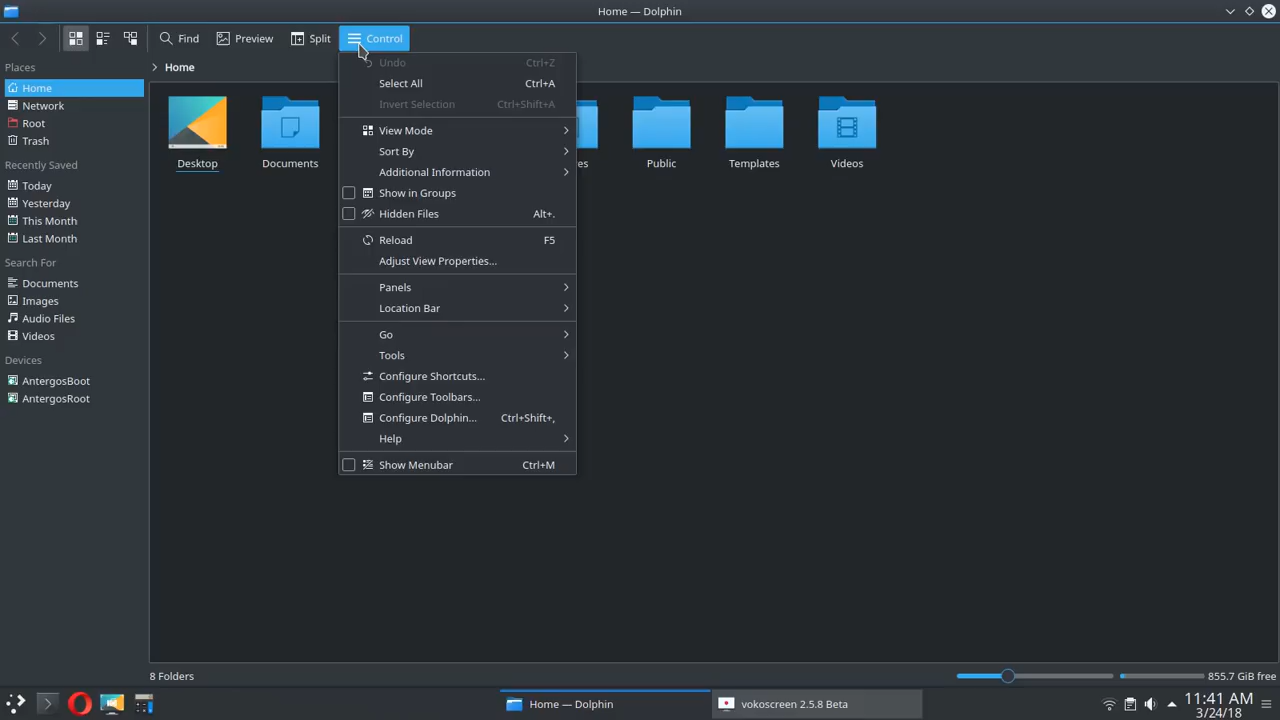 Home — Dolphin
Find
Preview
Split
Control
Places
Home
Network
Root
Trash
Recently Saved
Today
Yesterday
This Month
Last Month
Search For
Documents
Images
Audio Files
Videos
Devices
AntergosBoot
AntergosRoot
Home
Undo Ctrl+Z
Select All Ctrl+A
Invert Selection Ctrl+Shift+A
View Mode
Sort By
Additional Information
Show in Groups
Hidden Files Alt+.
Reload F5
Adjust View Properties...
Panels
Location Bar
Go
Tools
Configure Shortcuts...
Configure Toolbars...
Configure Dolphin... Ctrl+Shift+,
Help
Show Menubar Ctrl+M
Desktop
Documents
Public
Templates
Videos
8 Folders
855.7 GiB free
Home — Dolphin
vokoscreen 2.5.8 Beta
11:41 AM
3/24/18